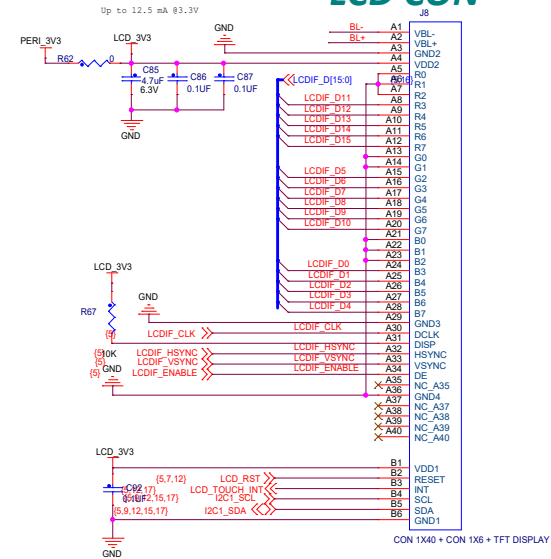 LCD CON
Up to 12.5 mA @3.3V
J8
PERI_3V3
R62
0
LCD_3V3
C85
4.7uF
6.3V
C86
0.1UF
C87
0.1UF
GND
GND
BL-
A1
VBL-
BL+
A2
VBL+
A3
GND2
A4
VDD2
A5
R0
LCDIF_D[15:0]
A6
R1
A7
R2
LCDIF_D11
A8
R3
LCDIF_D12
A9
R4
LCDIF_D13
A10
R5
LCDIF_D14
A11
R6
LCDIF_D15
A12
R7
A13
G0
A14
G1
LCDIF_D5
A15
G2
LCDIF_D6
A16
G3
LCDIF_D7
A17
G4
LCDIF_D8
A18
G5
LCDIF_D9
A19
G6
LCDIF_D10
A20
G7
A21
B0
A22
B1
A23
B2
LCDIF_D0
A24
B3
LCDIF_D1
A25
B4
LCDIF_D2
A26
B5
LCDIF_D3
A27
B6
LCDIF_D4
A28
B7
LCD_3V3
R67
10K
GND
A29
GND3
{5}
LCDIF_CLK
LCDIF_CLK
A30
DCLK
A31
DISP
{5}
LCDIF_HSYNC
LCDIF_HSYNC
A32
HSYNC
{5}
LCDIF_VSYNC
LCDIF_VSYNC
A33
VSYNC
{5}
LCDIF_ENABLE
LCDIF_ENABLE
A34
DE
GND
A35
NC_A35
A36
GND4
A37
NC_A37
A38
NC_A38
A39
NC_A39
A40
NC_A40
LCD_3V3
C92
0.1UF
B1
VDD1
{5,7,12}
LCD_RST
B2
RESET
LCD_TOUCH_INT
B3
INT
I2C1_SCL
B4
SCL
{5,9,12,15,17}
I2C1_SDA
B5
SDA
B6
GND1
GND
CON 1X40 + CON 1X6 + TFT DISPLAY